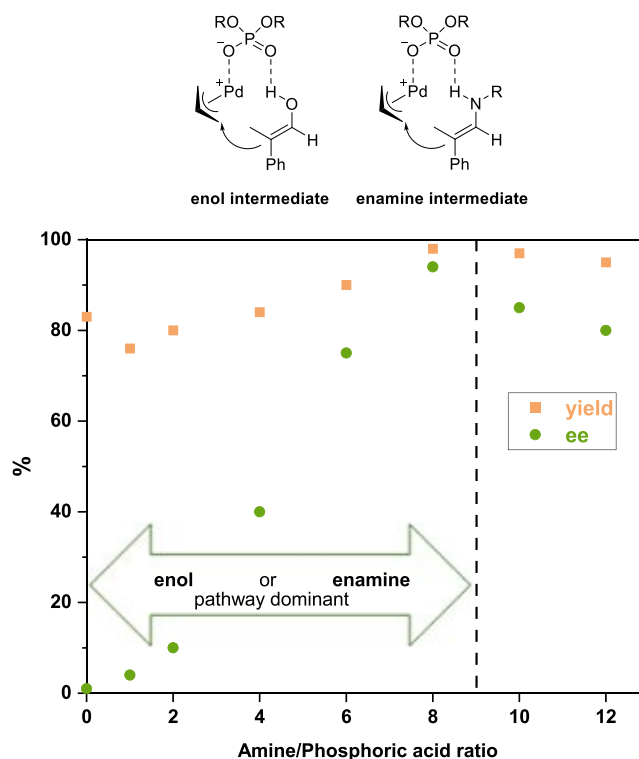 RO OR RO OR
P P
−O O −O O
+ +
Pd H Pd H R
O N
H H
Ph Ph
enol intermediate enamine intermediate
100
80
yield
ee
60
%
40
enol or enamine
pathway dominant
20
0
0 2 4 6 8 10 12
Amine/Phosphoric acid ratio